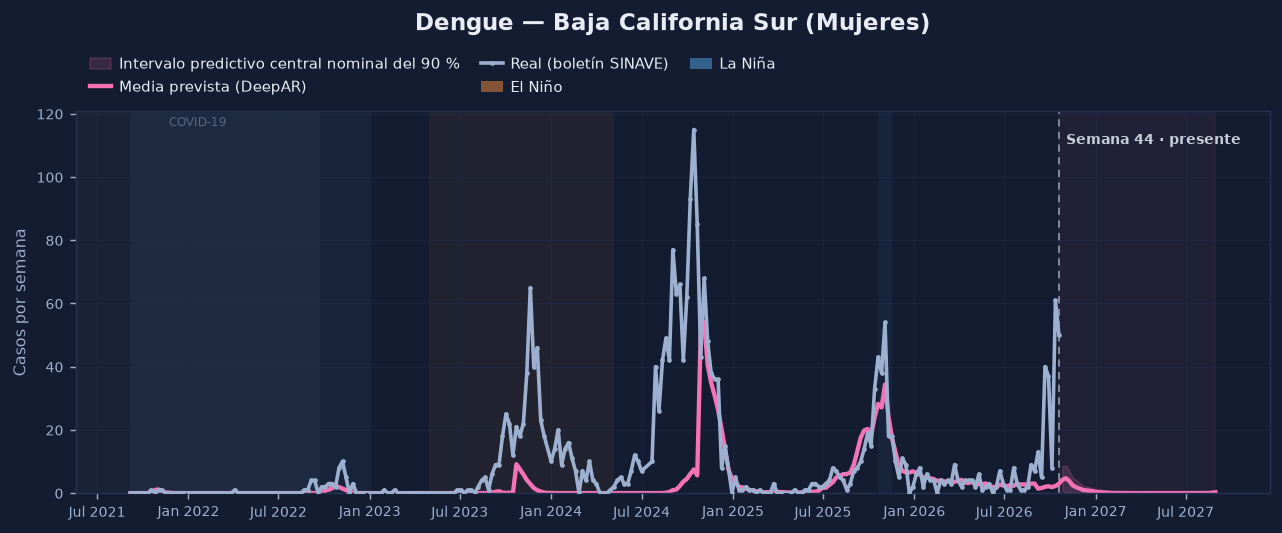 Dengue — Baja California Sur (Mujeres)
Intervalo predictivo central nominal del 90 %
Real (boletín SINAVE)
La Niña
Media prevista (DeepAR)
El Niño
COVID-19
Semana 44 · presente
Casos por semana
120
100
80
60
40
20
0
Jul 2021
Jan 2022
Jul 2022
Jan 2023
Jul 2023
Jan 2024
Jul 2024
Jan 2025
Jul 2025
Jan 2026
Jul 2026
Jan 2027
Jul 2027